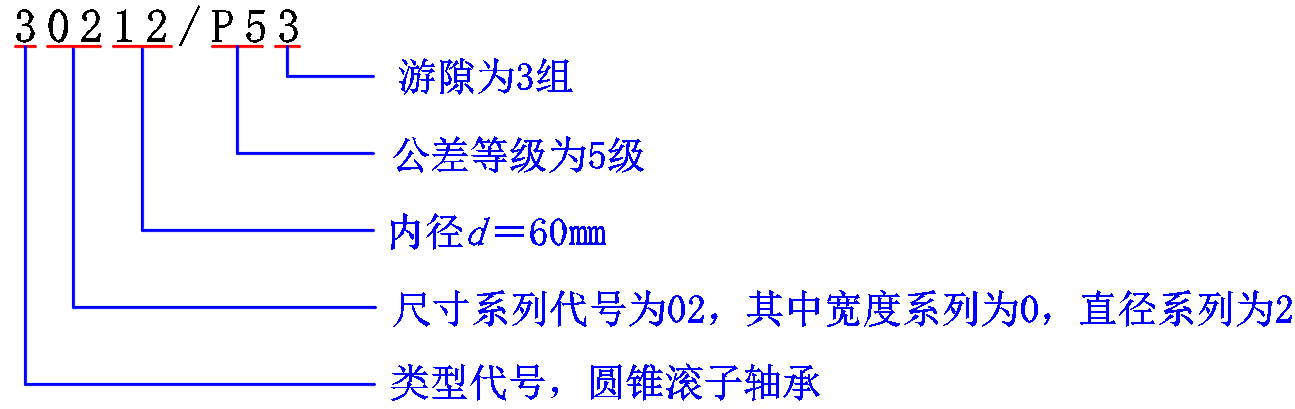 30212/P53
游隙为3组
公差等级为5级
内径d＝60mm
尺寸系列代号为02，其中宽度系列为0，直径系列为2
类型代号，圆锥滚子轴承